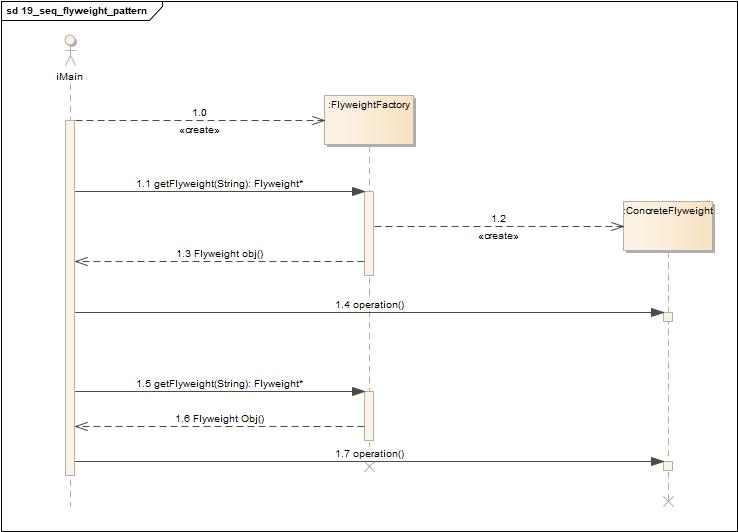 sd 19_seq_flyweight_pattern
iMain
:FlyweightFactory
1.0
«create»
1.1 getFlyweight(String): Flyweight*
:ConcreteFlyweight
1.2
«create»
1.3 Flyweight obj()
1.4 operation()
1.5 getFlyweight(String): Flyweight*
1.6 Flyweight Obj()
1.7 operation()